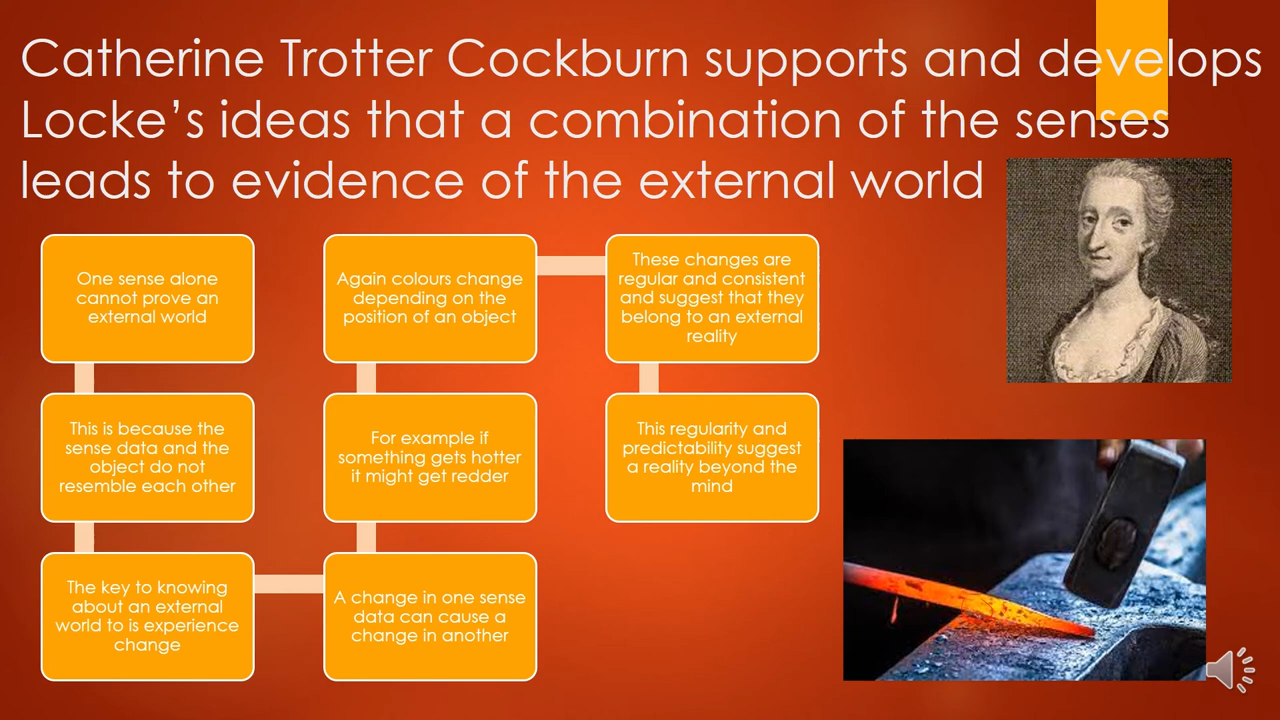 Catherine Trotter Cockburn supports and develops
Locke’s ideas that a combination of the senses
leads to evidence of the external world
One sense alone
cannot prove an
external world
This is because the
sense data and the
object do not
resemble each other
The key to knowing
about an external
world to is experience
change
A change in one sense
data can cause a
change in another
For example if
something gets hotter
it might get redder
Again colours change
depending on the
position of an object
These changes are
regular and consistent
and suggest that they
belong to an external
reality
This regularity and
predictability suggest
a reality beyond the
mind